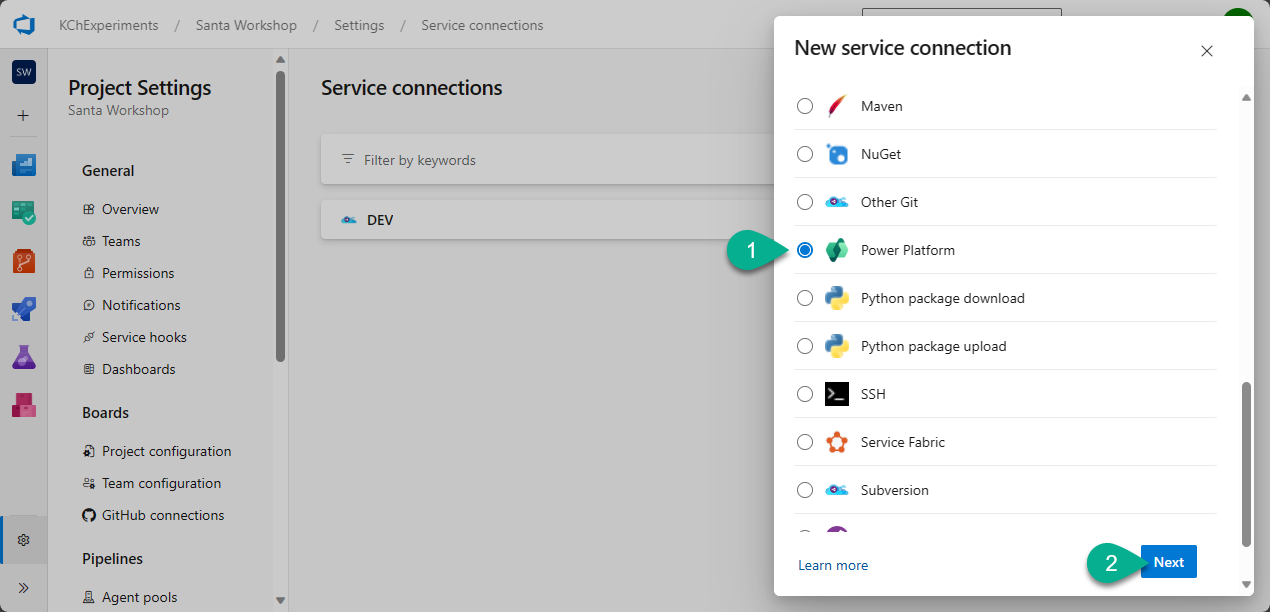 KChExperiments / Santa Workshop / Settings / Service connections
SW
Project Settings
Santa Workshop
General
Overview
Teams
Permissions
Notifications
Service hooks
Dashboards
Boards
Project configuration
Team configuration
GitHub connections
Pipelines
Agent pools
Service connections
Filter by keywords
DEV
New service connection
Maven
NuGet
Other Git
1
Power Platform
Python package download
Python package upload
SSH
Service Fabric
Subversion
Learn more
2
Next